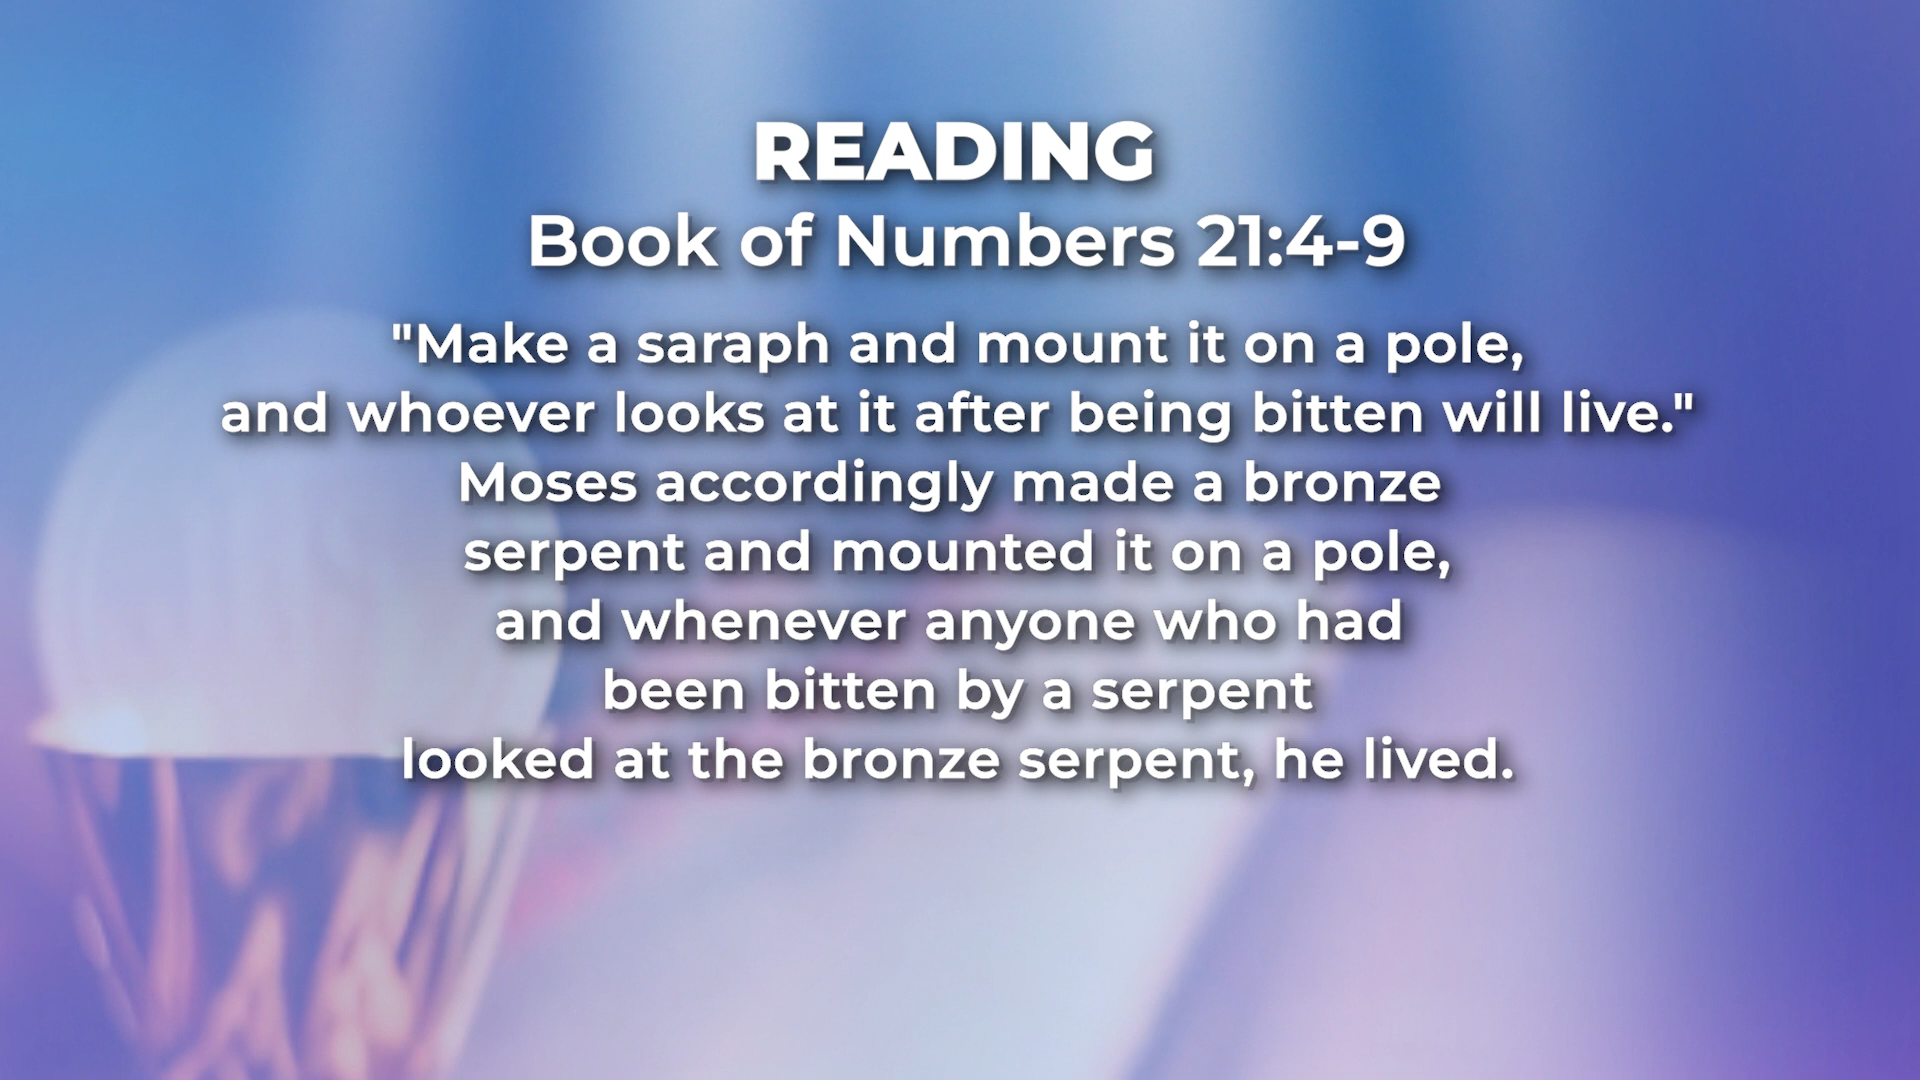 READING
Book of Numbers 21:4-9
"Make a saraph and mount it on a pole,
and whoever looks at it after being bitten will live."
Moses accordingly made a bronze
serpent and mounted it on a pole,
and whenever anyone who had
been bitten by a serpent
looked at the bronze serpent, he lived.